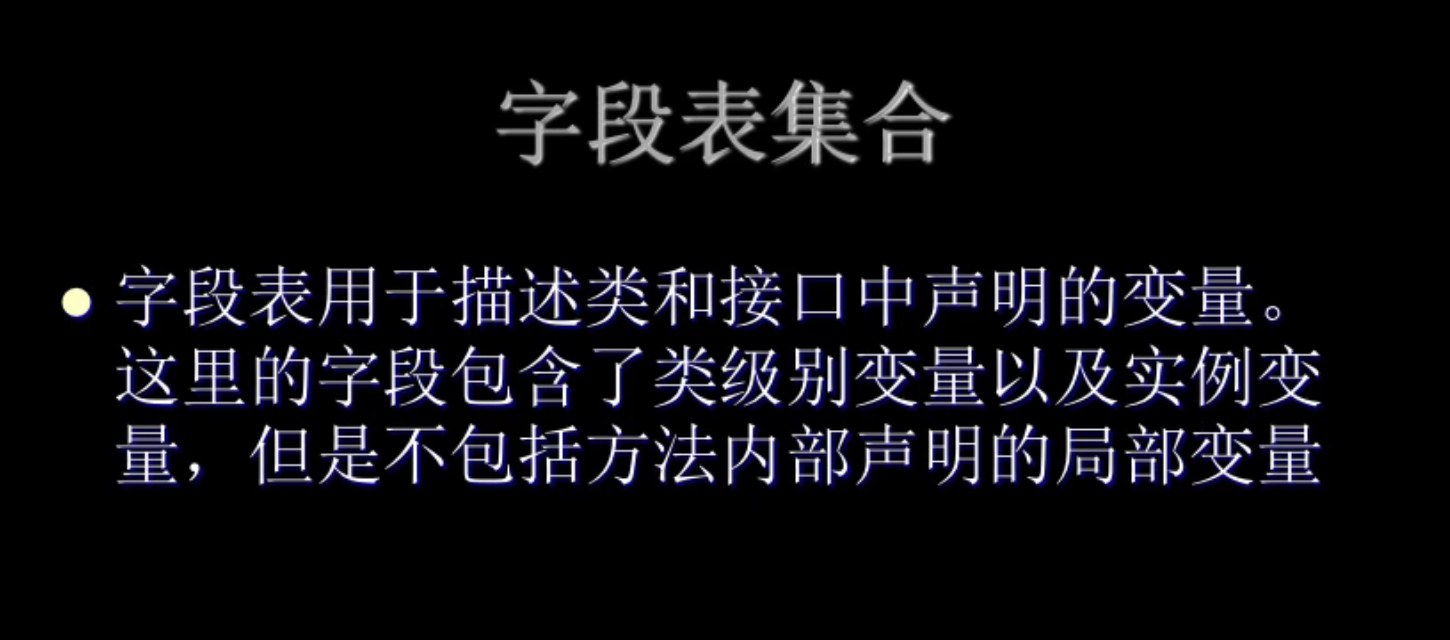 字段表集合
字段表用于描述类和接口中声明的变量。
这里的字段包含了类级别变量以及实例变
量，但是不包括方法内部声明的局部变量